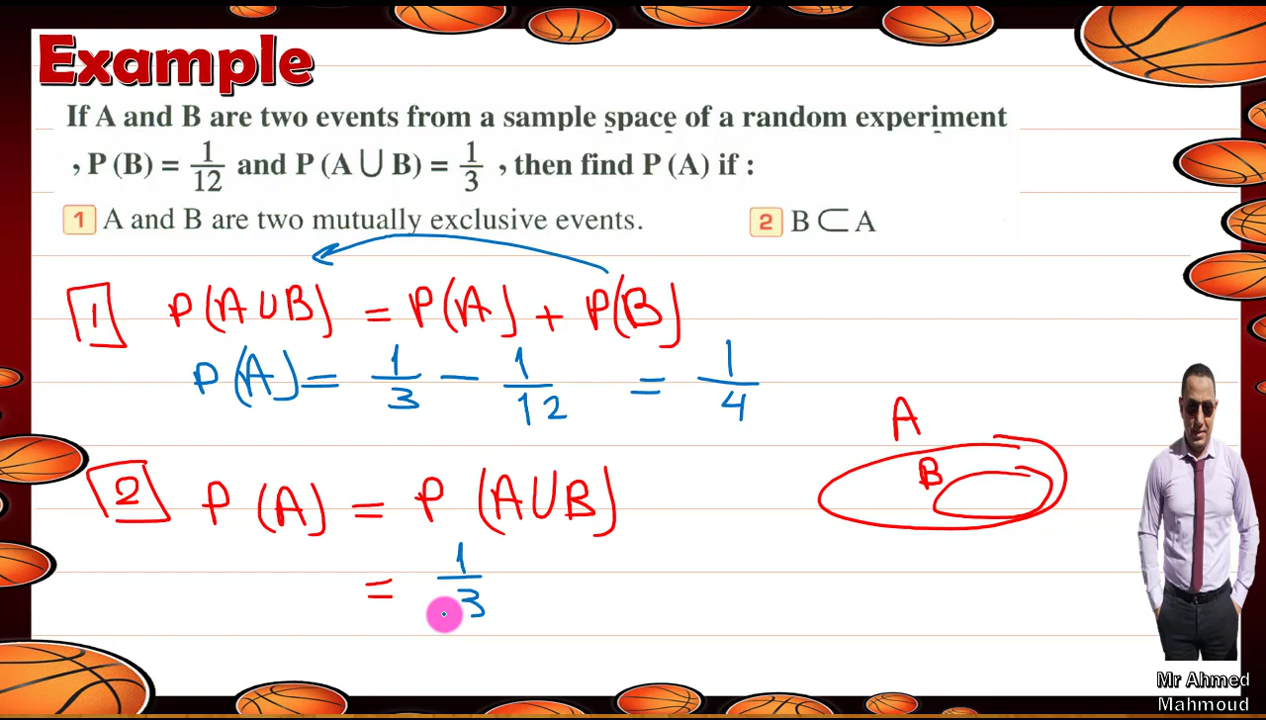 Example
If A and B are two events from a sample space of a random experiment
, P (B) = 1/12 and P (A ∪ B) = 1/3 , then find P (A) if :
1 A and B are two mutually exclusive events. 2 B ⊂ A
1 P(A∪B) = P(A) + P(B)
P(A) = 1/3 - 1/12 = 1/4
A
B
2 P(A) = P(A∪B)
= 1/3
Mr Ahmed
Mahmoud